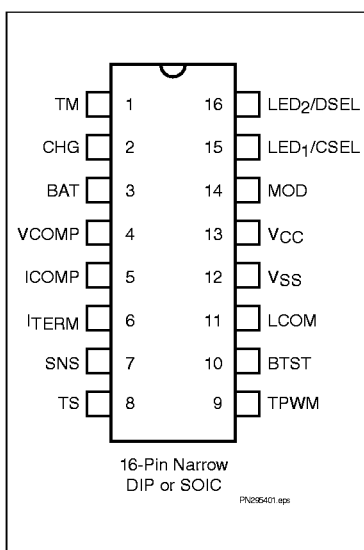 TM 1 16 LED2/DSEL
CHG 2 15 LED1/CSEL
BAT 3 14 MOD
VCOMP 4 13 VCC
ICOMP 5 12 VSS
ITERM 6 11 LCOM
SNS 7 10 BTST
TS 8 9 TPWM
16-Pin Narrow
DIP or SOIC
PN295401.eps